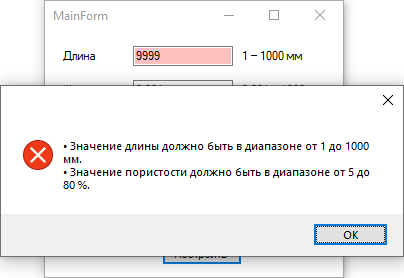 MainForm
Длина 9999 1 – 1000 мм
• Значение длины должно быть в диапазоне от 1 до 1000
мм.
• Значение пористости должно быть в диапазоне от 5 до
80 %.
OK